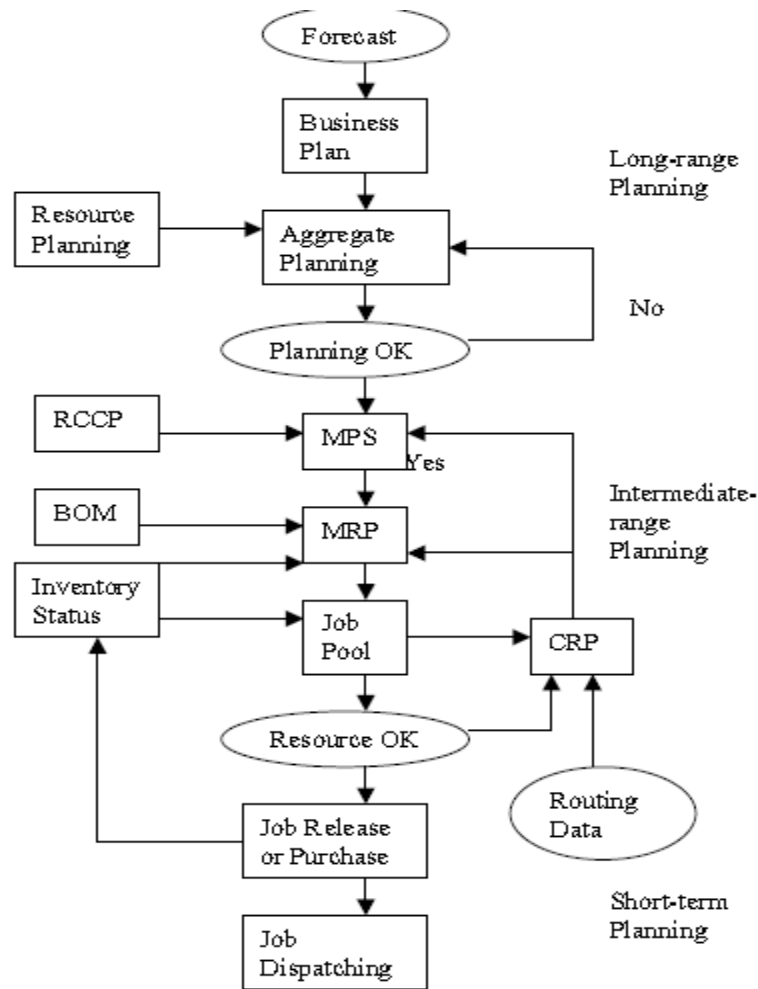 Forecast
Business
Plan
Long-range
Planning
Resource
Planning
Aggregate
Planning
No
Planning OK
RCCP
MPS
Yes
Intermediate-
range
Planning
BOM
MRP
Inventory
Status
Job
Pool
CRP
Resource OK
Routing
Data
Job Release
or Purchase
Short-term
Planning
Job
Dispatching